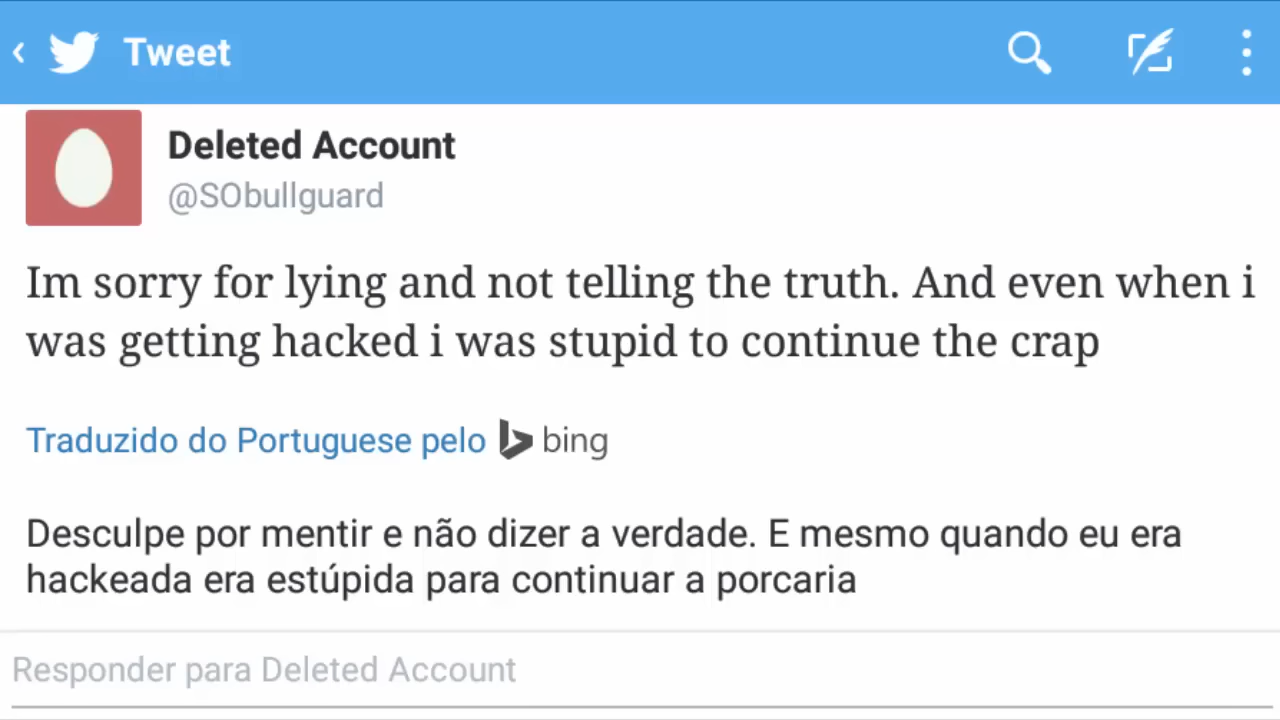 Tweet
Deleted Account
@SObullguard
Im sorry for lying and not telling the truth. And even when i
was getting hacked i was stupid to continue the crap
Traduzido do Portuguese pelo bing
Desculpe por mentir e não dizer a verdade. E mesmo quando eu era
hackeada era estúpida para continuar a porcaria
Responder para Deleted Account